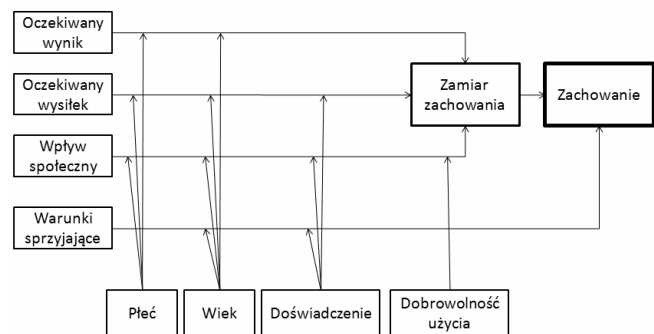 Oczekiwany
wynik
Oczekiwany
wysiłek
Zamiar
zachowania
Zachowanie
Wpływ
społeczny
Warunki
sprzyjające
Płeć
Wiek
Doświadczenie
Dobrowolność
użycia